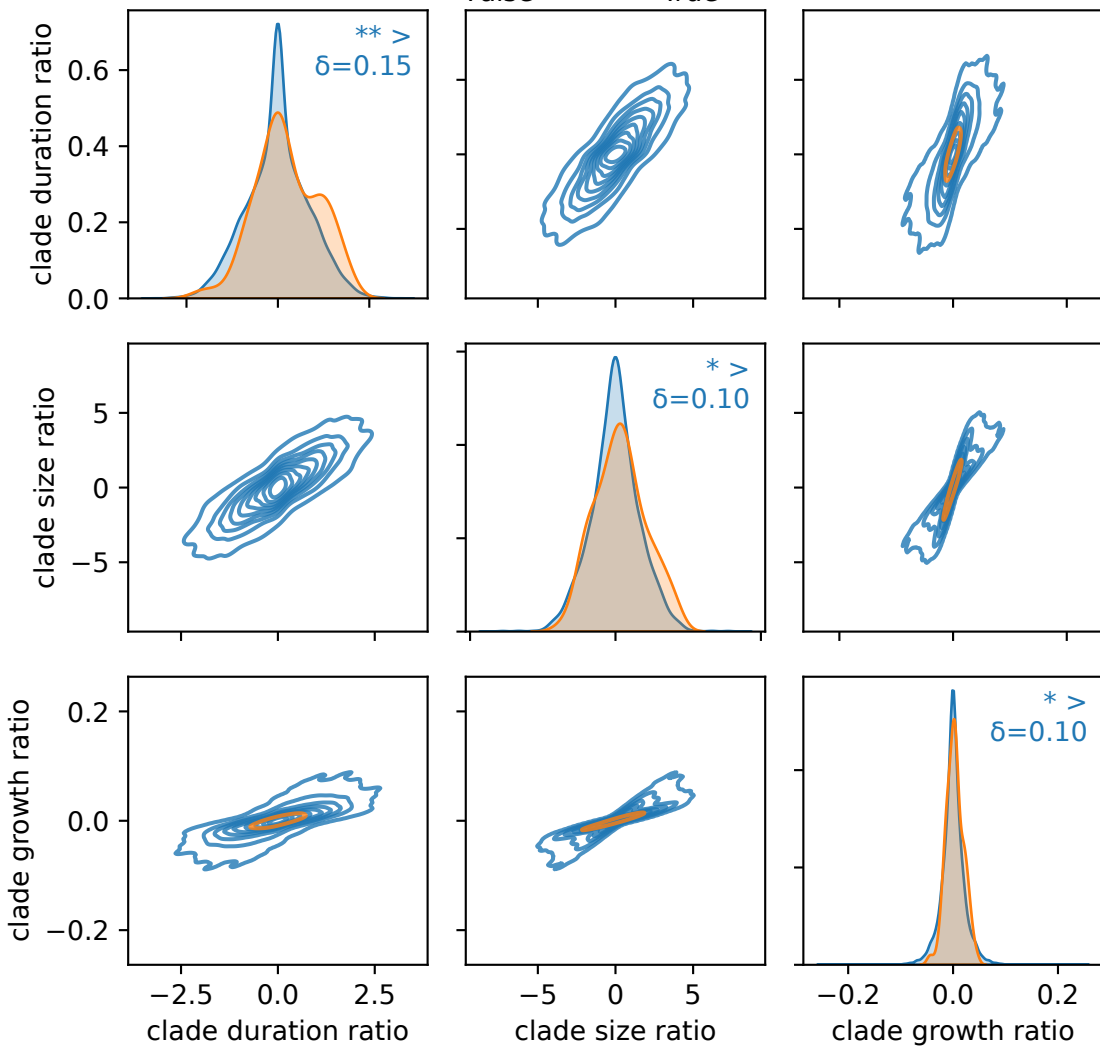 clade duration ratio
0.6
0.4
0.2
0.0
** >
δ=0.15
clade size ratio
5
0
−5
* >
δ=0.10
clade growth ratio
0.2
0.0
−0.2
* >
δ=0.10
−2.5 0.0 2.5
−5 0 5
−0.2 0.0 0.2
clade duration ratio
clade size ratio
clade growth ratio